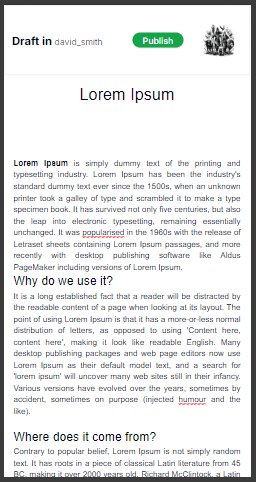 Draft in david_smith
Publish
Lorem Ipsum
Lorem Ipsum is simply dummy text of the printing and
typesetting industry. Lorem Ipsum has been the industry's
standard dummy text ever since the 1500s, when an unknown
printer took a galley of type and scrambled it to make a type
specimen book. It has survived not only five centuries, but also
the leap into electronic typesetting, remaining essentially
unchanged. It was popularised in the 1960s with the release of
Letraset sheets containing Lorem Ipsum passages, and more
recently with desktop publishing software like Aldus
PageMaker including versions of Lorem Ipsum.
Why do we use it?
It is a long established fact that a reader will be distracted by
the readable content of a page when looking at its layout. The
point of using Lorem Ipsum is that it has a more-or-less normal
distribution of letters, as opposed to using 'Content here,
content here', making it look like readable English. Many
desktop publishing packages and web page editors now use
Lorem Ipsum as their default model text, and a search for
'lorem ipsum' will uncover many web sites still in their infancy.
Various versions have evolved over the years, sometimes by
accident, sometimes on purpose (injected humour and the
like).
Where does it come from?
Contrary to popular belief, Lorem Ipsum is not simply random
text. It has roots in a piece of classical Latin literature from 45
BC, making it over 2000 years old. Richard McClintock, a Latin